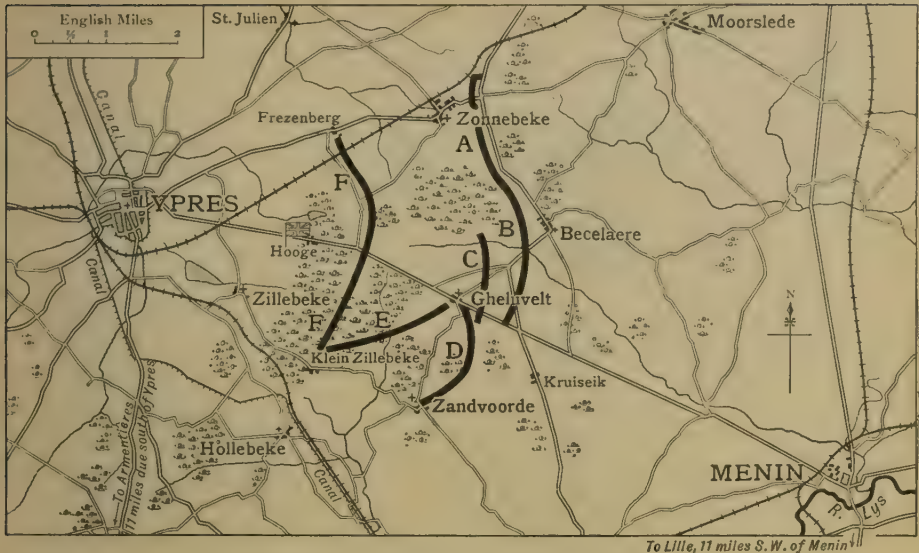 English Miles
0 ½ 1 2
St. Julien
Moorslede
Canal
Frezenberg
Zonnebeke
A
F
YPRES
B
Becelaere
Hooge
C
Canal
Zillebeke
Gheluvelt
N
F
E
Klein Zillebeke
D
Kruiseik
Zandvoorde
Hollebeke
To Armentières
11 miles Due south of Ypres
Canal
MENIN
R. Lys
To Lille, 11 miles S.W. of Menin